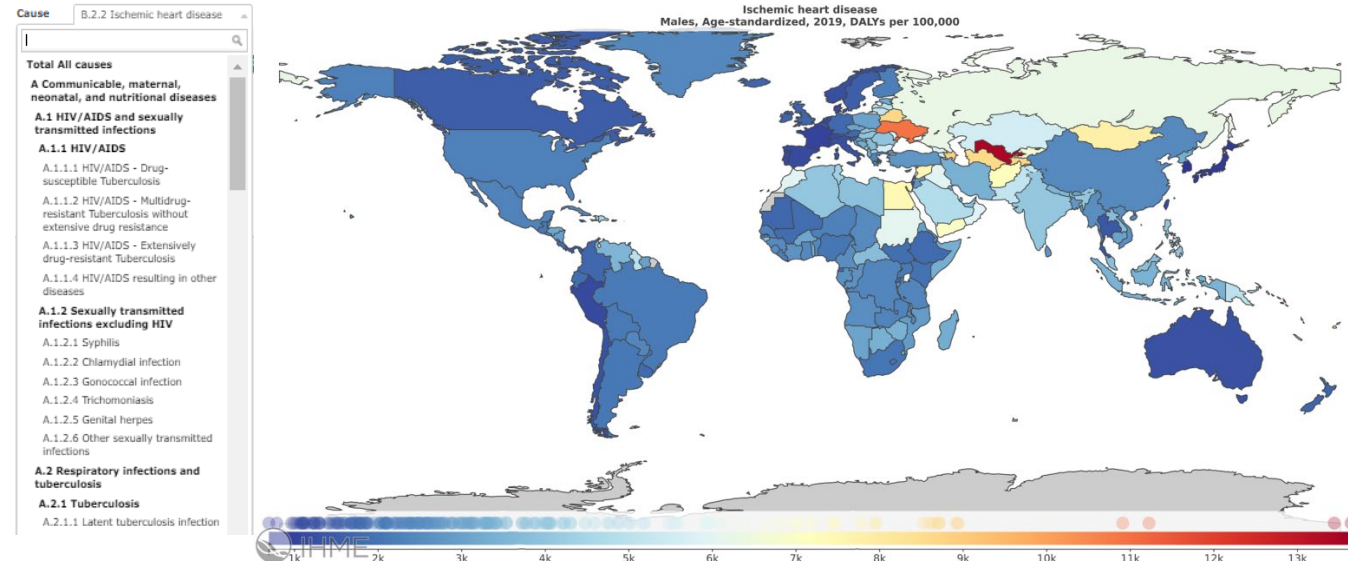 Cause
B.2.2 Ischemic heart disease
Total All causes
A Communicable, maternal,
neonatal, and nutritional diseases
A.1 HIV/AIDS and sexually
transmitted infections
A.1.1 HIV/AIDS
A.1.1.1 HIV/AIDS - Drug-
susceptible Tuberculosis
A.1.1.2 HIV/AIDS - Multidrug-
resistant Tuberculosis without
extensive drug resistance
A.1.1.3 HIV/AIDS - Extensively
drug-resistant Tuberculosis
A.1.1.4 HIV/AIDS resulting in other
diseases
A.1.2 Sexually transmitted
infections excluding HIV
A.1.2.1 Syphilis
A.1.2.2 Chlamydial infection
A.1.2.3 Gonococcal infection
A.1.2.4 Trichomoniasis
A.1.2.5 Genital herpes
A.1.2.6 Other sexually transmitted
infections
A.2 Respiratory infections and
tuberculosis
A.2.1 Tuberculosis
A.2.1.1 Latent tuberculosis infection
Ischemic heart disease
Males, Age-standardized, 2019, DALYs per 100,000
IHME
1k 2k 3k 4k 5k 6k 7k 8k 9k 10k 11k 12k 13k